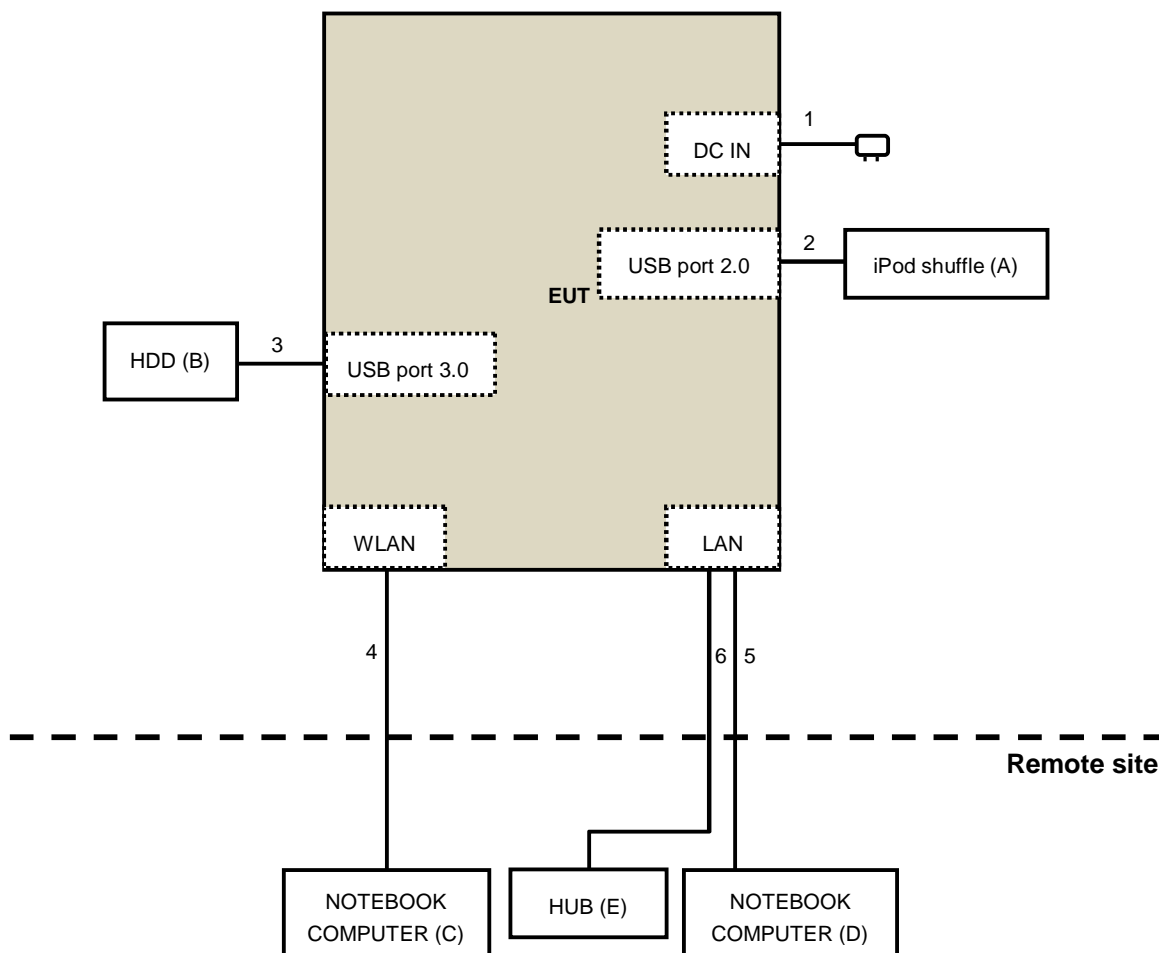 1
DC IN
2
USB port 2.0
iPod shuffle (A)
EUT
3
HDD (B)
USB port 3.0
WLAN
LAN
4
6
5
Remote site
NOTEBOOK
COMPUTER (C)
HUB (E)
NOTEBOOK
COMPUTER (D)